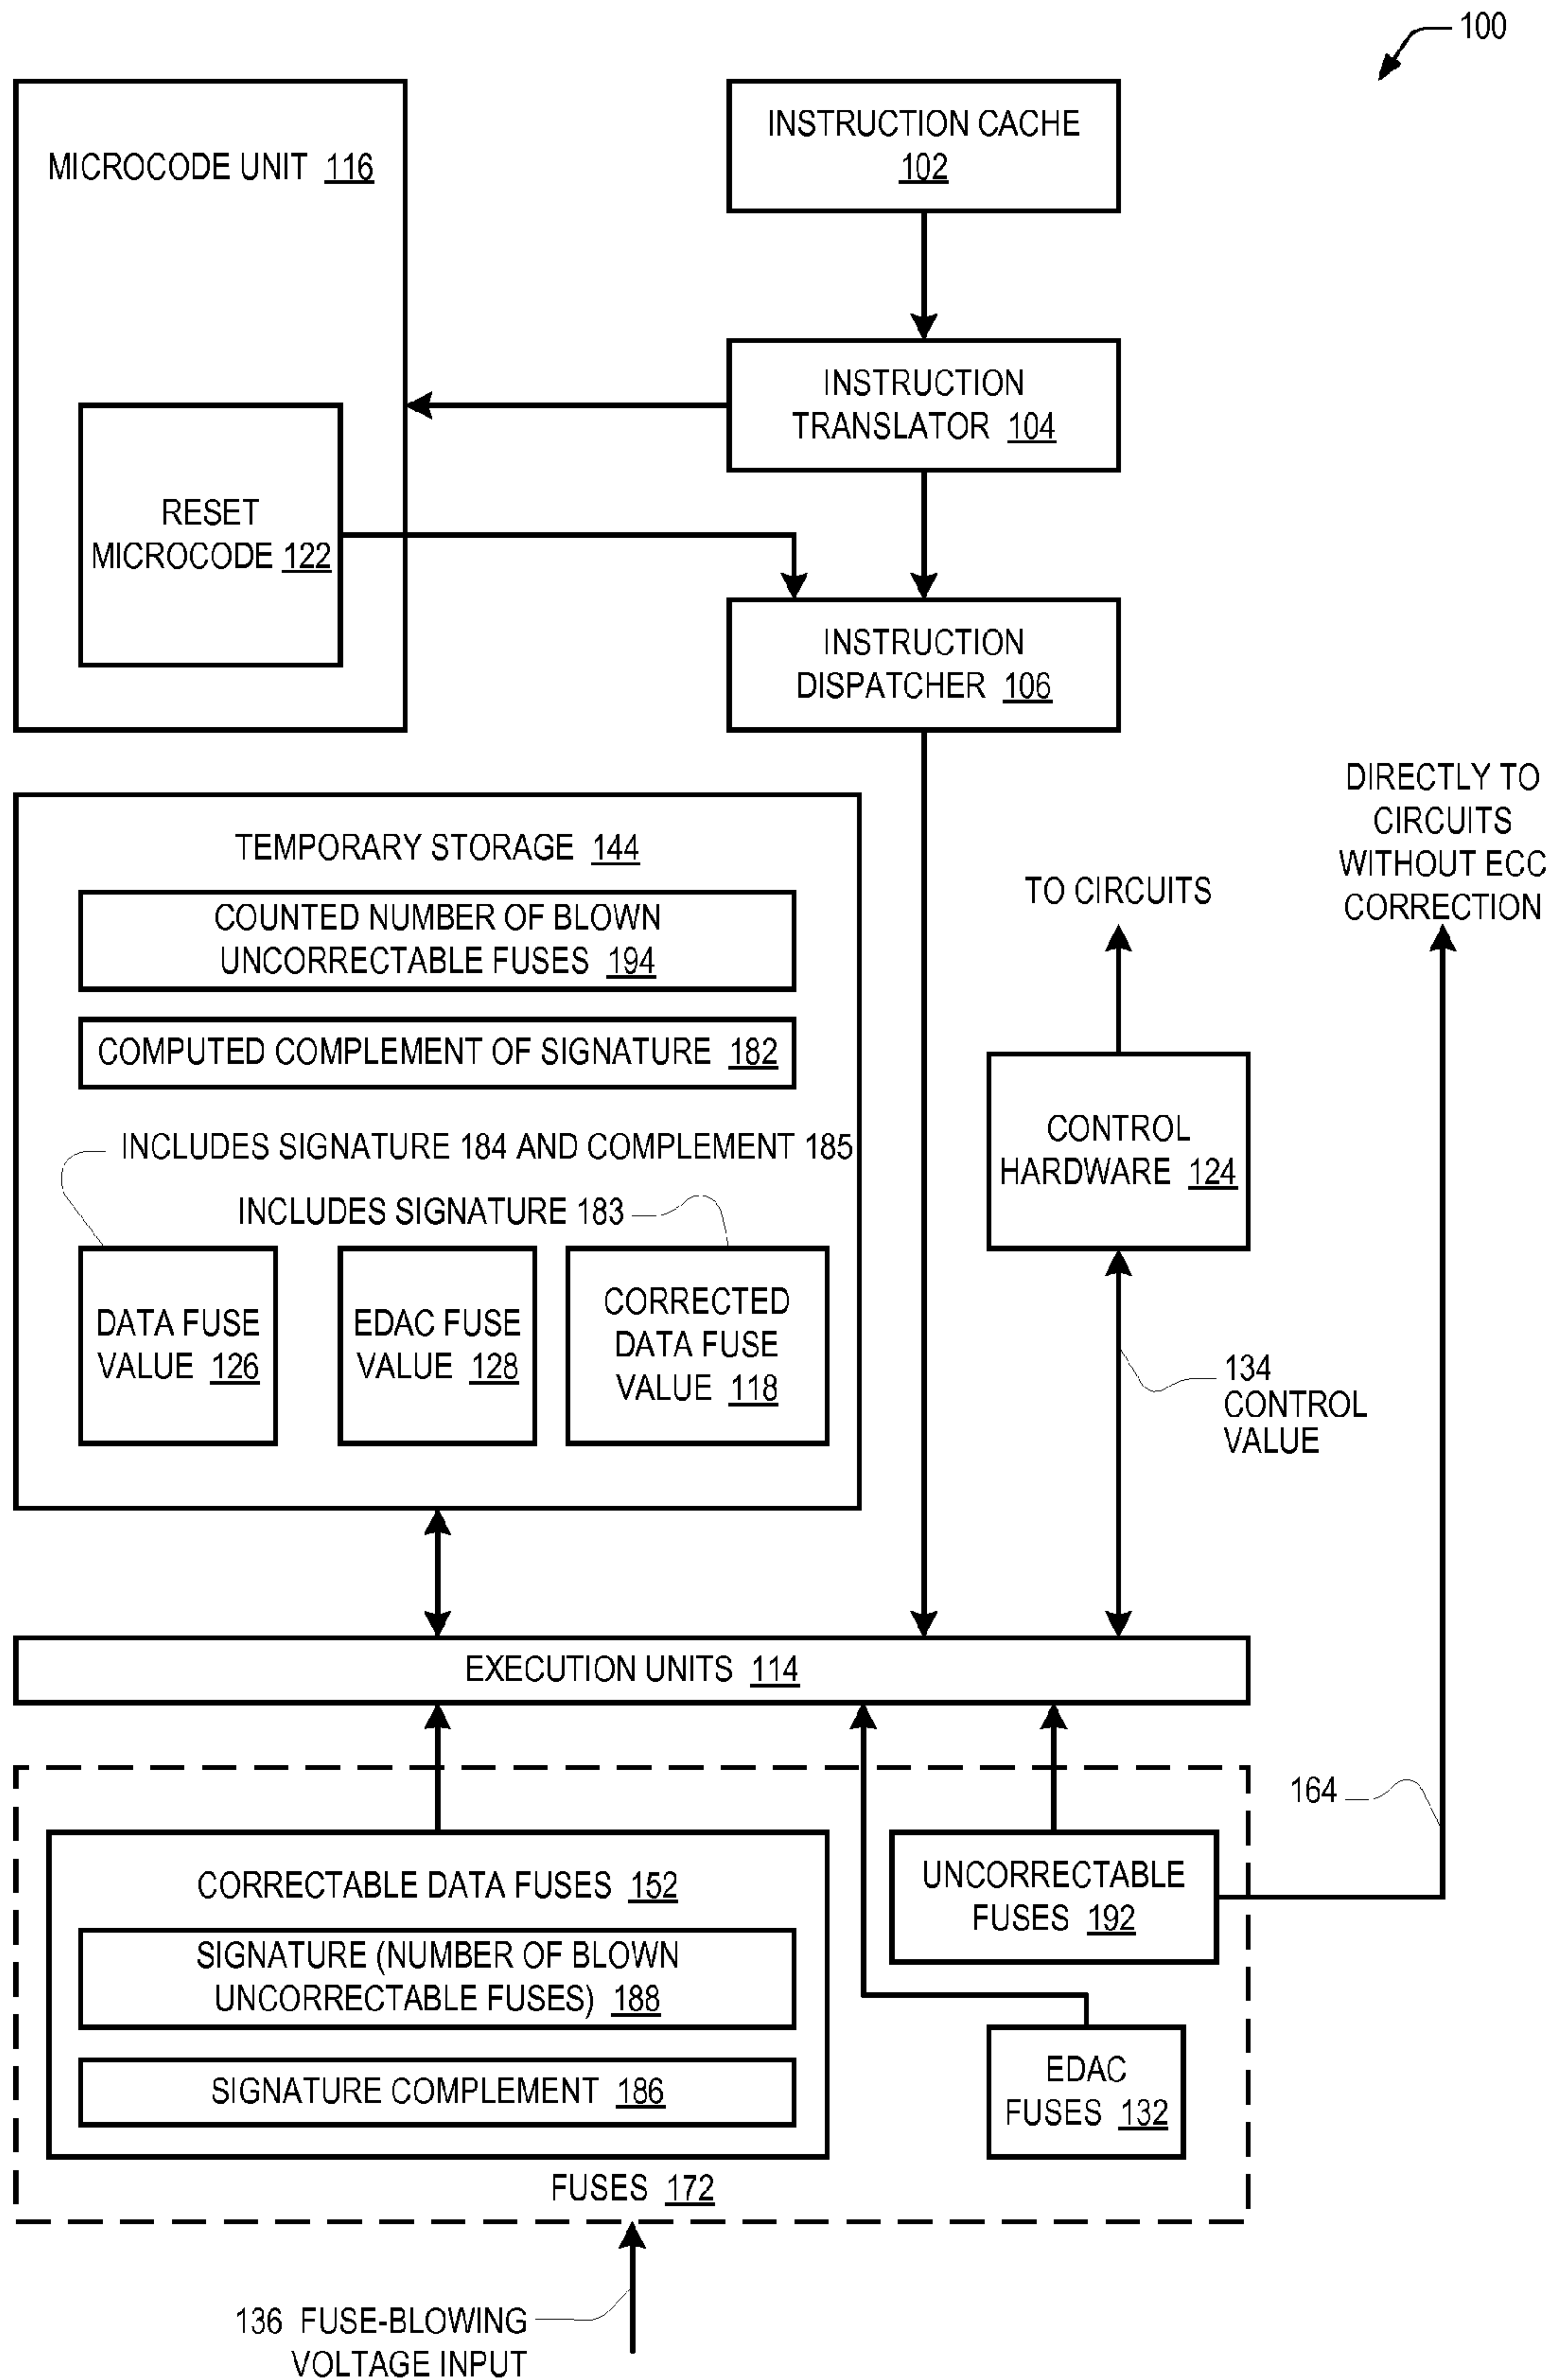 100
INSTRUCTION CACHE
102
MICROCODE UNIT 116
INSTRUCTION
TRANSLATOR 104
RESET
MICROCODE 122
INSTRUCTION
DISPATCHER 106
DIRECTLY TO
CIRCUITS
WITHOUT ECC
CORRECTION
TEMPORARY STORAGE 144
TO CIRCUITS
COUNTED NUMBER OF BLOWN
UNCORRECTABLE FUSES 194
COMPUTED COMPLEMENT OF SIGNATURE 182
INCLUDES SIGNATURE 184 AND COMPLEMENT 185
CONTROL
HARDWARE 124
INCLUDES SIGNATURE 183
DATA FUSE
VALUE 126
EDAC FUSE
VALUE 128
CORRECTED
DATA FUSE
VALUE 118
134
CONTROL
VALUE
EXECUTION UNITS 114
164
CORRECTABLE DATA FUSES 152
UNCORRECTABLE
FUSES 192
SIGNATURE (NUMBER OF BLOWN
UNCORRECTABLE FUSES) 188
SIGNATURE COMPLEMENT 186
EDAC
FUSES 132
FUSES 172
136 FUSE-BLOWING
VOLTAGE INPUT